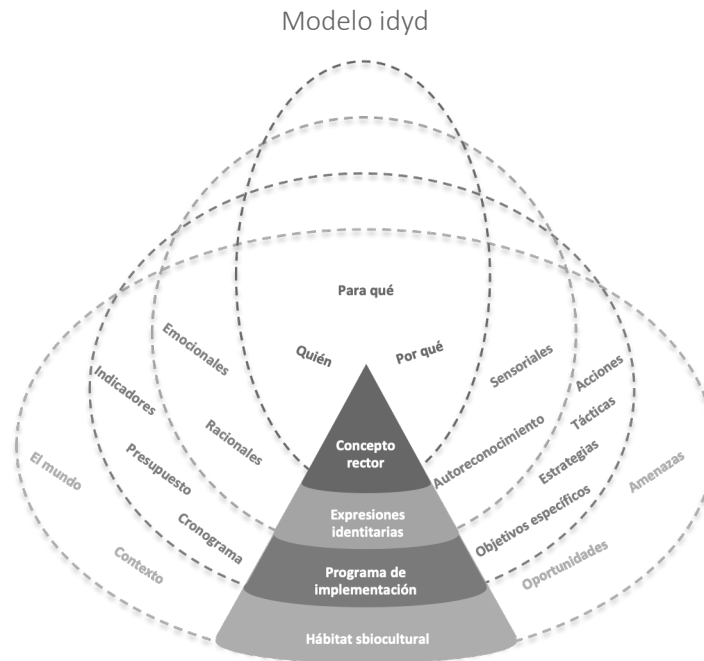 Modelo idyd
Para qué
Quién
Por qué
Emocionales
Sensoriales
Acciones
Indicadores
Racionales
Autoreconocimiento
Tácticas
El mundo
Presupuesto
Estrategias
Amenazas
Cronograma
Objetivos específicos
Contexto
Oportunidades
Concepto
rector
Expresiones
identitarias
Programa de
implementación
Hábitat sbiocultural